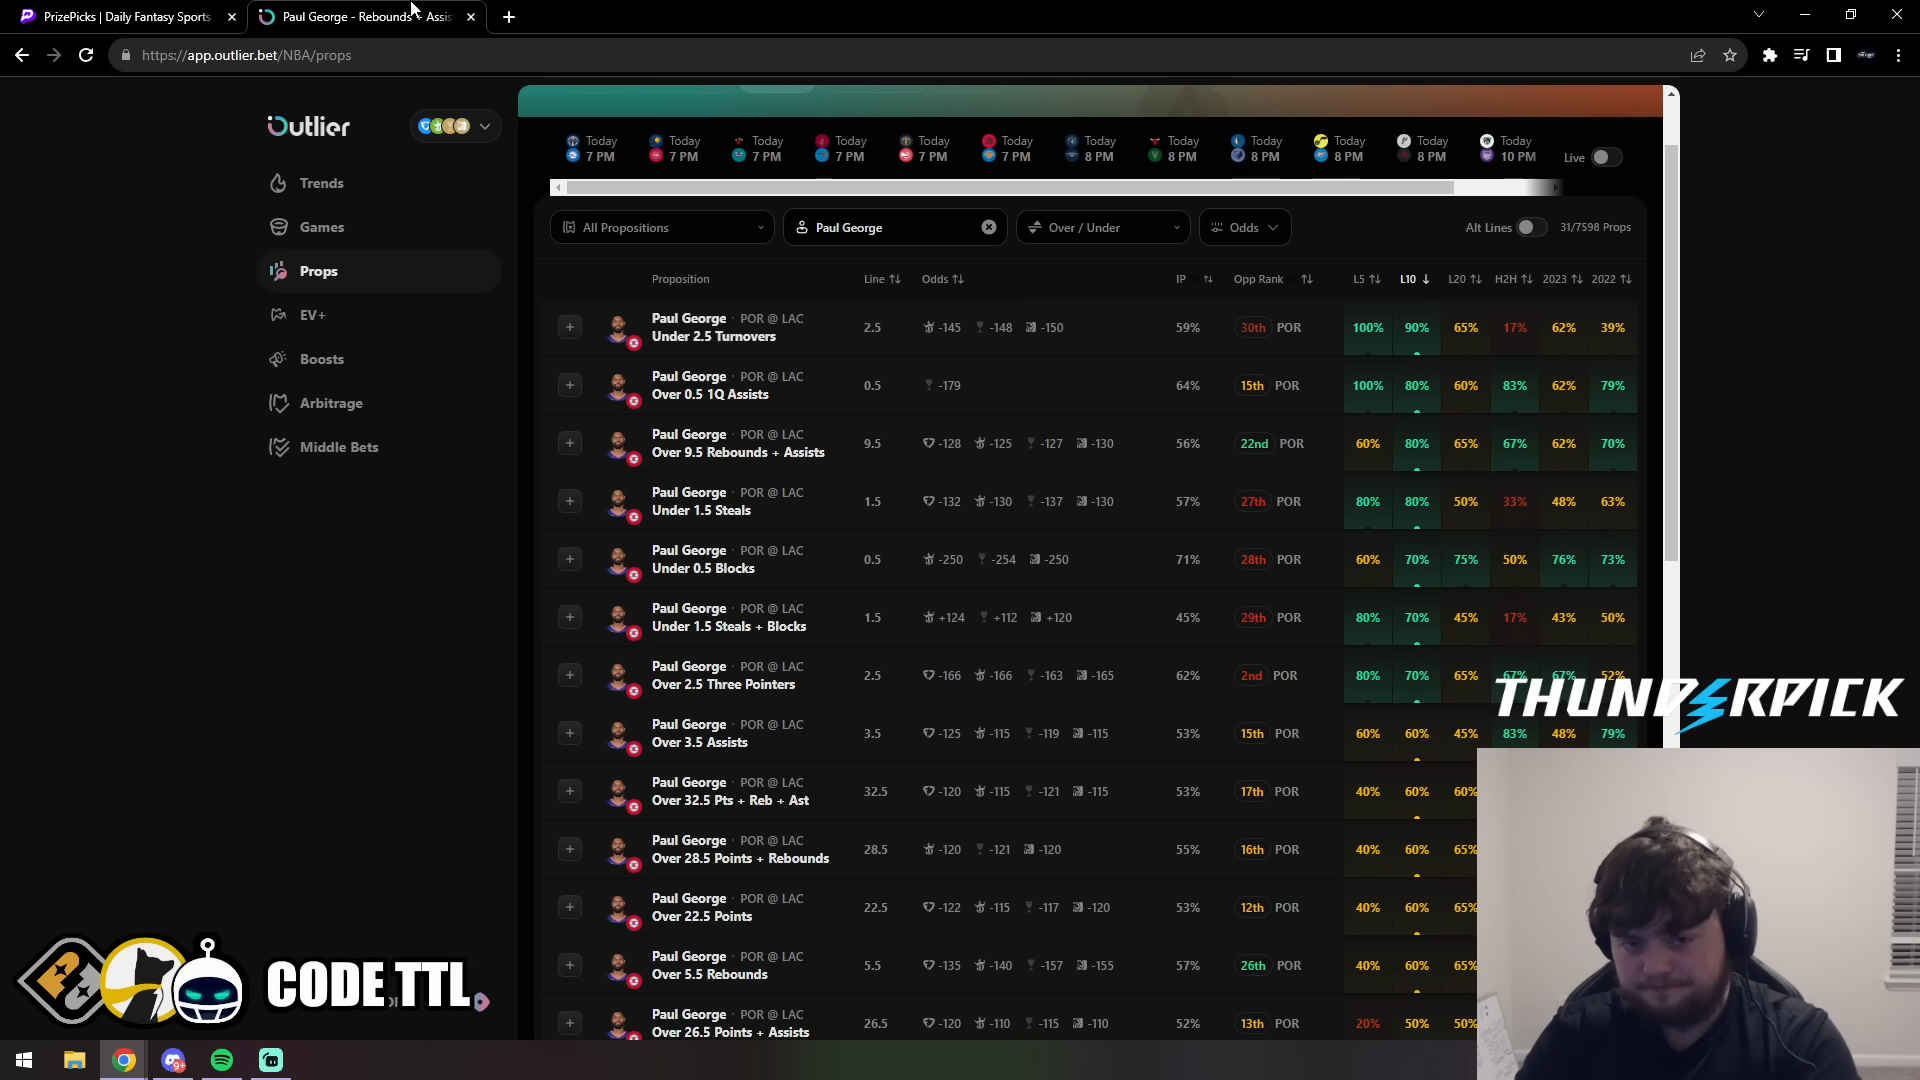 PrizePicks | Daily Fantasy Sports
Paul George - Rebounds + Assis
https://app.outlier.bet/NBA/props
Outlier
Trends
Games
Props
EV+
Boosts
Arbitrage
Middle Bets
Today Today Today Today Today Today Today Today Today Today Today Today
7 PM 7 PM 7 PM 7 PM 7 PM 7 PM 8 PM 8 PM 8 PM 8 PM 8 PM 10 PM
Live
All Propositions Paul George Over / Under Odds Alt Lines 31/7598 Props
Proposition Line Odds IP Opp Rank L5 L10 L20 H2H 2023 2022
Paul George · POR @ LAC
Under 2.5 Turnovers 2.5 -145 -148 -150 59% 30th POR 100% 90% 65% 17% 62% 39%
Paul George · POR @ LAC
Over 0.5 1Q Assists 0.5 -179 64% 15th POR 100% 80% 60% 83% 62% 79%
Paul George · POR @ LAC
Over 9.5 Rebounds + Assists 9.5 -128 -125 -127 -130 56% 22nd POR 60% 80% 65% 67% 62% 70%
Paul George · POR @ LAC
Under 1.5 Steals 1.5 -132 -130 -137 -130 57% 27th POR 80% 80% 50% 33% 48% 63%
Paul George · POR @ LAC
Under 0.5 Blocks 0.5 -250 -254 -250 71% 28th POR 60% 70% 75% 50% 76% 73%
Paul George · POR @ LAC
Under 1.5 Steals + Blocks 1.5 +124 +112 +120 45% 29th POR 80% 70% 45% 17% 43% 50%
Paul George · POR @ LAC
Over 2.5 Three Pointers 2.5 -166 -166 -163 -165 62% 2nd POR 80% 70% 65% 67% 67% 52%
THUNDERPICK
Paul George · POR @ LAC
Over 3.5 Assists 3.5 -125 -115 -119 -115 53% 15th POR 60% 60% 45% 83% 48% 79%
Paul George · POR @ LAC
Over 32.5 Pts + Reb + Ast 32.5 -120 -115 -121 -115 53% 17th POR 40% 60% 60%
Paul George · POR @ LAC
Over 28.5 Points + Rebounds 28.5 -120 -121 -120 55% 16th POR 40% 60% 65%
Paul George · POR @ LAC
Over 22.5 Points 22.5 -122 -115 -117 -120 53% 12th POR 40% 60% 65%
Paul George · POR @ LAC
Over 5.5 Rebounds 5.5 -135 -140 -157 -155 57% 26th POR 40% 60% 65%
Paul George · POR @ LAC
Over 26.5 Points + Assists 26.5 -120 -110 -115 -110 52% 13th POR 20% 50% 50%
CODE TTL
9+